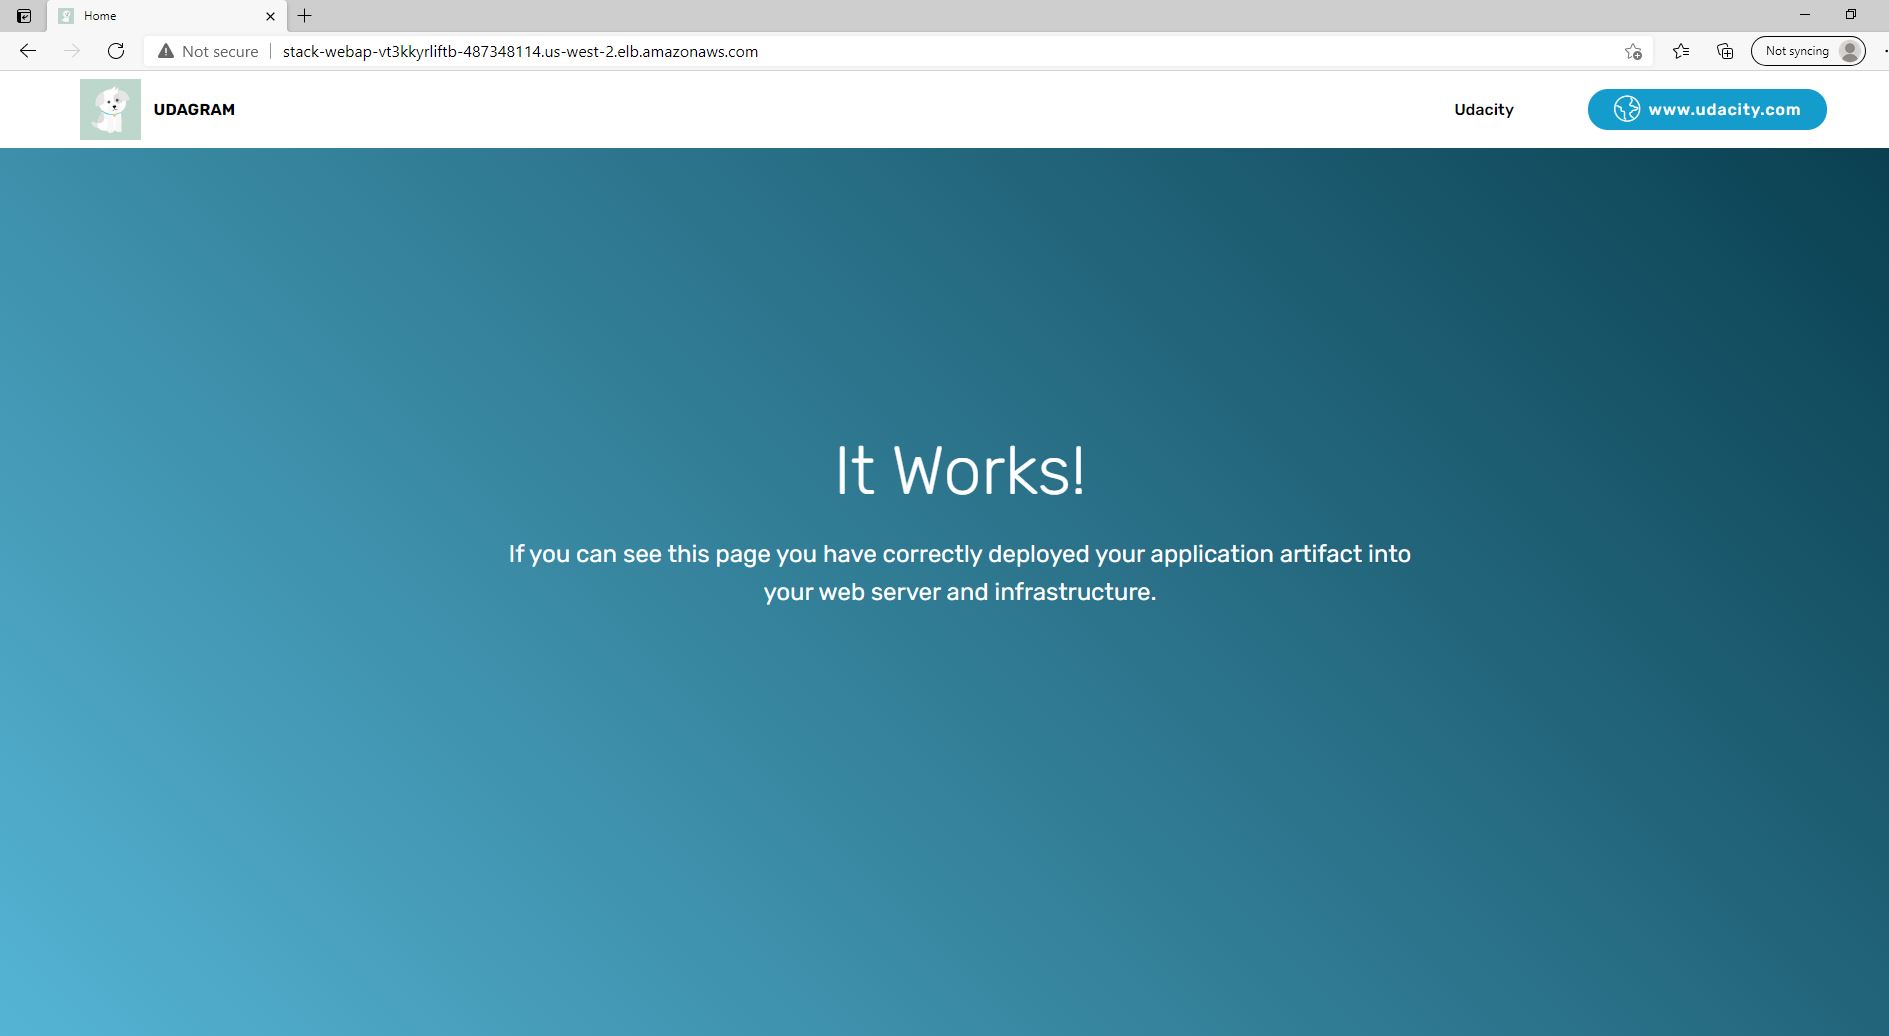 Home
Not secure
stack-webap-vt3kkyrliftb-487348114.us-west-2.elb.amazonaws.com
Not syncing
UDAGRAM
Udacity
www.udacity.com
It Works!
If you can see this page you have correctly deployed your application artifact into
your web server and infrastructure.